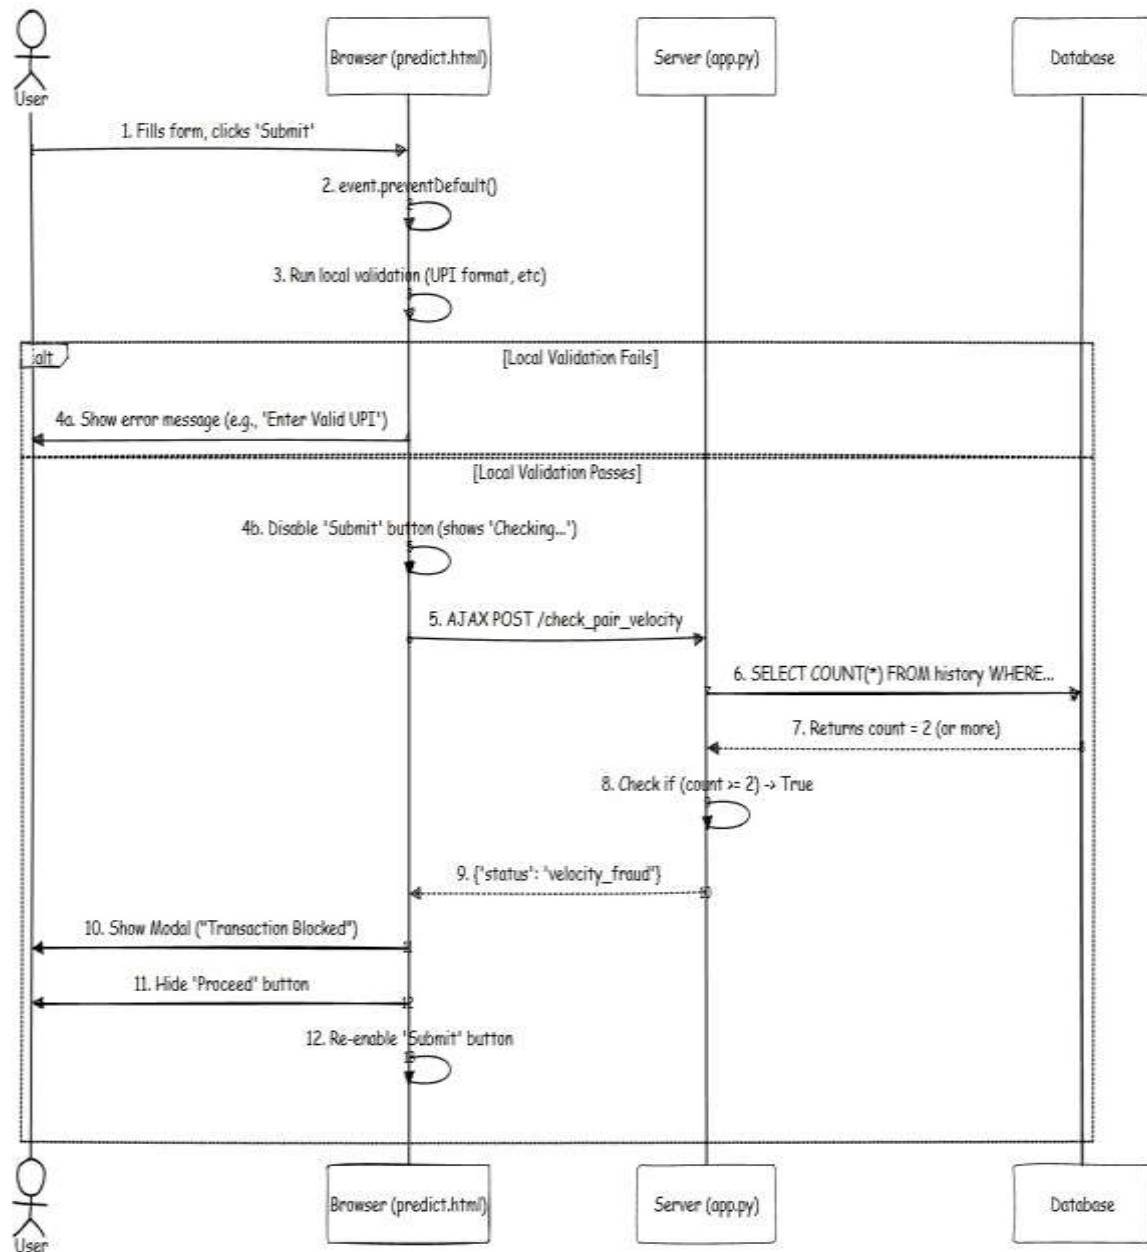 User
Browser (predict.html)
Server (app.py)
Database
1. Fills form, clicks 'Submit'
2. event.preventDefault()
3. Run local validation (UPI format, etc)
alt
[Local Validation Fails]
4a. Show error message (e.g., 'Enter Valid UPI')
[Local Validation Passes]
4b. Disable 'Submit' button (shows 'Checking...')
5. AJAX POST /check_pair_velocity
6. SELECT COUNT(*) FROM history WHERE...
7. Returns count = 2 (or more)
8. Check if (count >= 2) -> True
9. {'status': 'velocity_fraud'}
10. Show Modal ("Transaction Blocked")
11. Hide 'Proceed' button
12. Re-enable 'Submit' button
User
Browser (predict.html)
Server (app.py)
Database